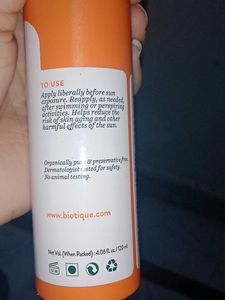 TO USE
Apply liberally before sun
exposure. Reapply, as needed,
after swimming or perspiring
activities. Helps reduce the
risk of skin aging and other
harmful effects of the sun.
Organically pure & preservative free.
Dermatologist tested for safety.
No animal testing.
www.biotique.com
Net Vol. (When Packed) : 4.06 fl. oz./120 ml